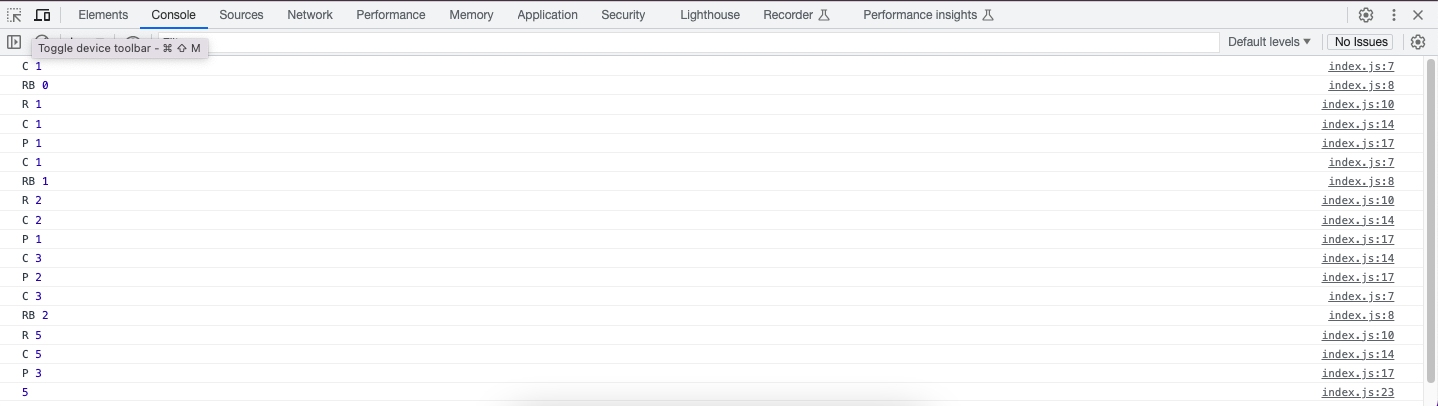 Elements Console Sources Network Performance Memory Application Security Lighthouse Recorder Performance insights
Toggle device toolbar - ⌘ ⇧ M Default levels ▼ No Issues
C 1 index.js:7
RB 0 index.js:8
R 1 index.js:10
C 1 index.js:14
P 1 index.js:17
C 1 index.js:7
RB 1 index.js:8
R 2 index.js:10
C 2 index.js:14
P 1 index.js:17
C 3 index.js:14
P 2 index.js:17
C 3 index.js:7
RB 2 index.js:8
R 5 index.js:10
C 5 index.js:14
P 3 index.js:17
5 index.js:23